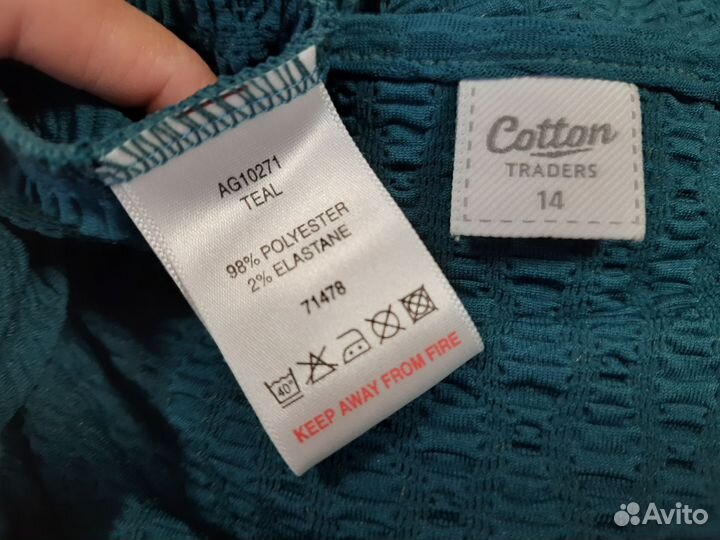 AG10271
TEAL
98% POLYESTER
2% ELASTANE
71478
40°
KEEP AWAY FROM FIRE
Cotton
TRADERS
14
Avito